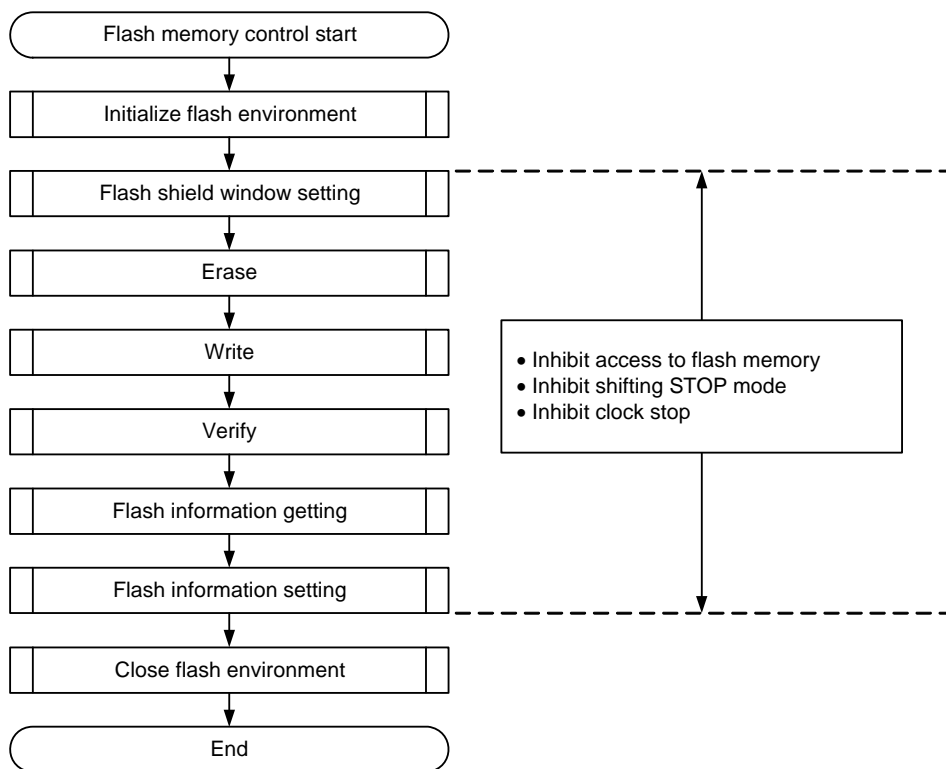 Flash memory control start
Initialize flash environment
Flash shield window setting
Erase
Write
Verify
Flash information getting
Flash information setting
Close flash environment
End
• Inhibit access to flash memory
• Inhibit shifting STOP mode
• Inhibit clock stop